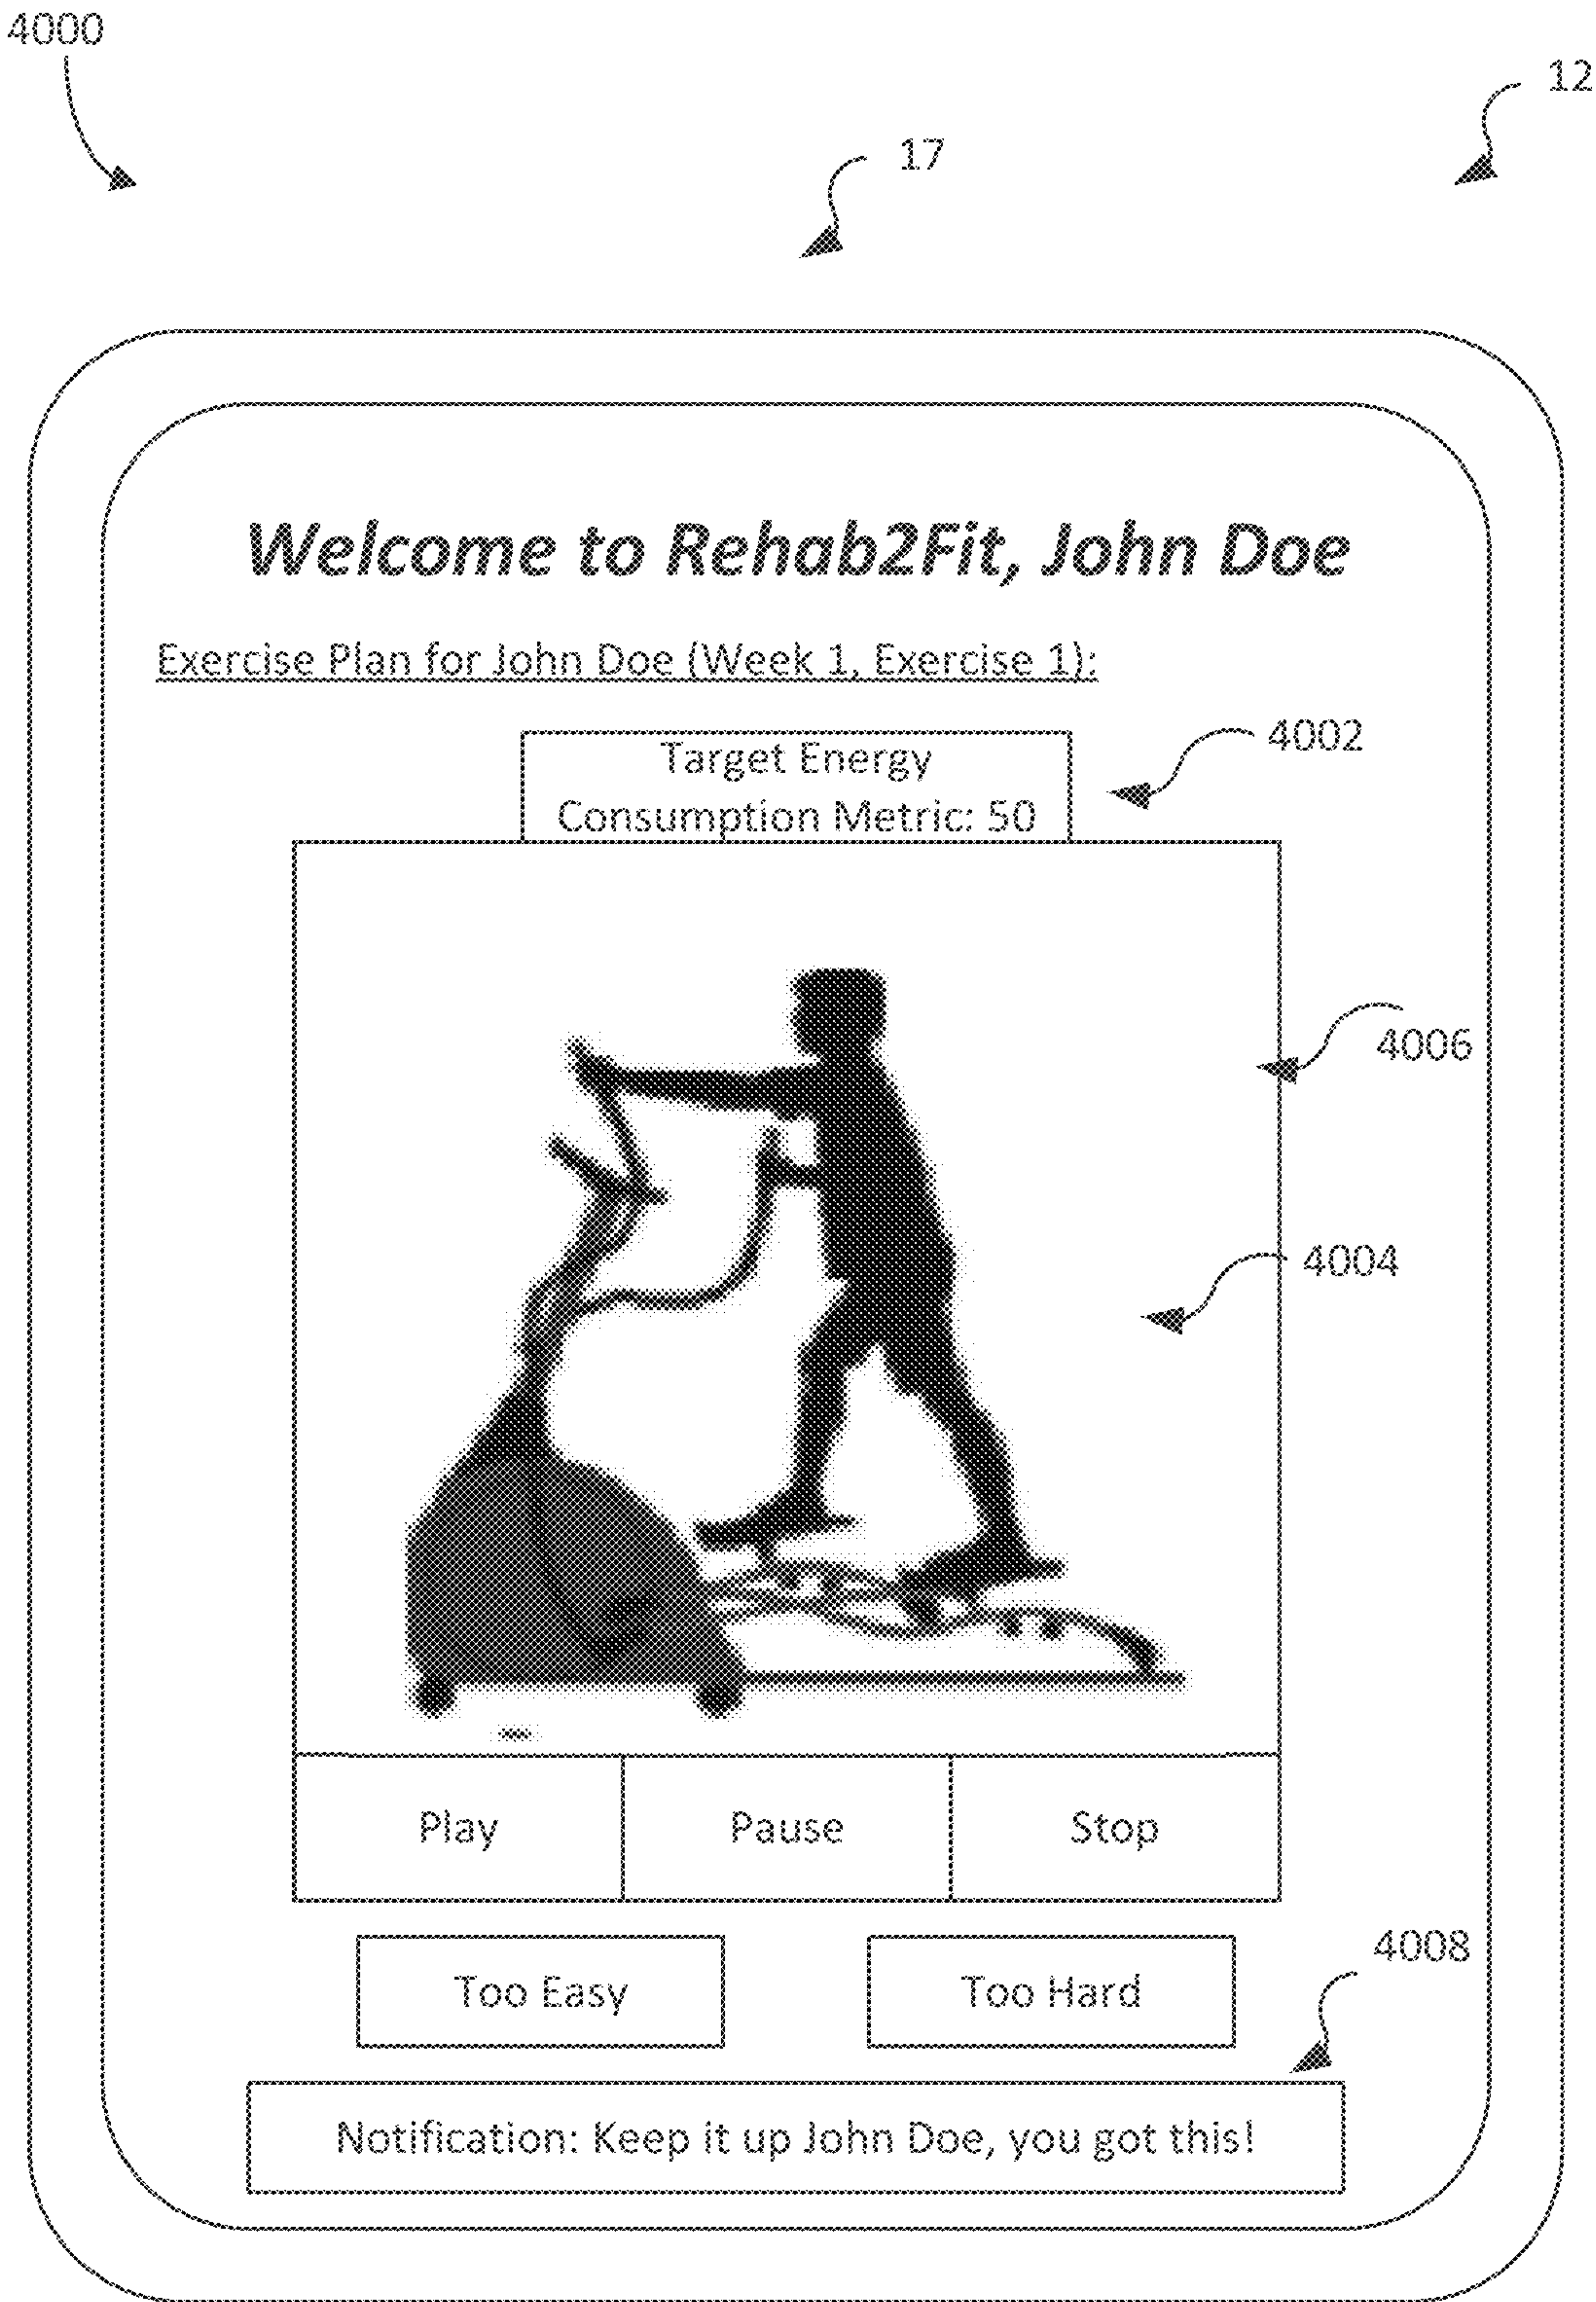 4000
12
17
Welcome to Rehab2Fit, John Doe
Exercise Plan for John Doe (Week 1, Exercise 1):
Target Energy
Consumption Metric: 50
4002
4006
4004
Play
Pause
Stop
Too Easy
Too Hard
4008
Notification: Keep it up John Doe, you got this!